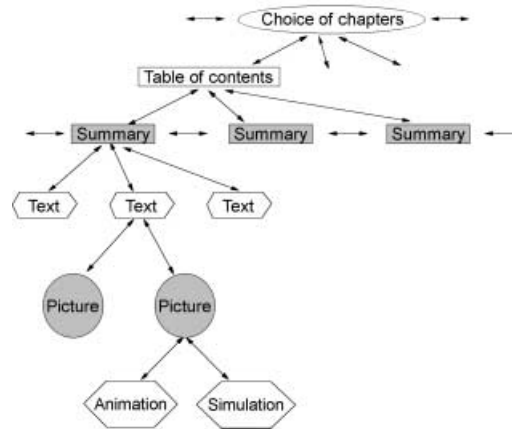 Choice of chapters
Table of contents
Summary
Summary
Summary
Text
Text
Text
Picture
Picture
Animation
Simulation